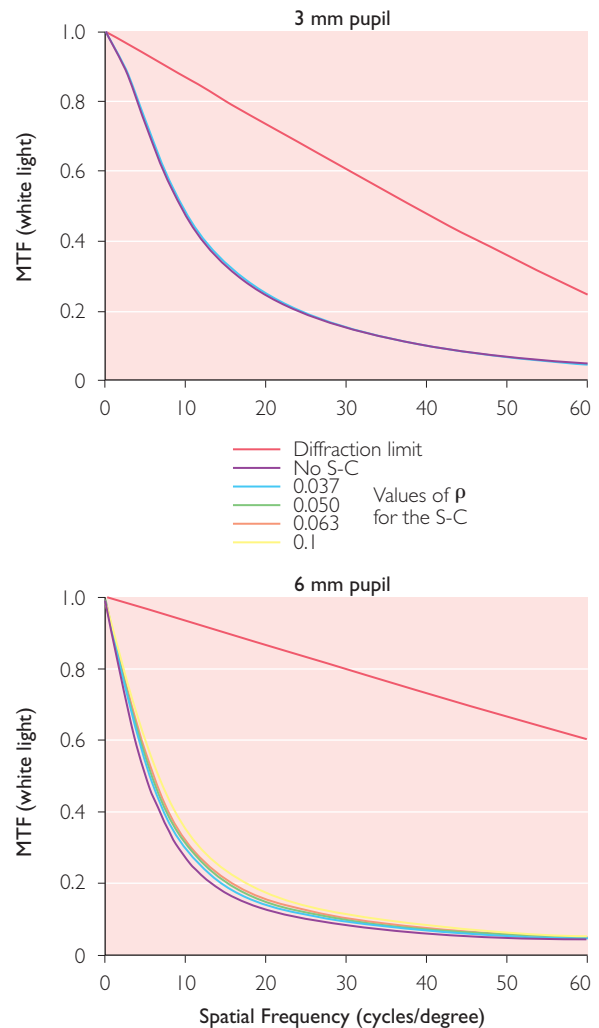 3 mm pupil
1.0
0.8
0.6
0.4
0.2
0
MTF (white light)
0 10 20 30 40 50 60
Diffraction limit
No S-C
0.037
0.050
0.063
0.1
Values of ρ
for the S-C
6 mm pupil
1.0
0.8
0.6
0.4
0.2
0
MTF (white light)
0 10 20 30 40 50 60
Spatial Frequency (cycles/degree)